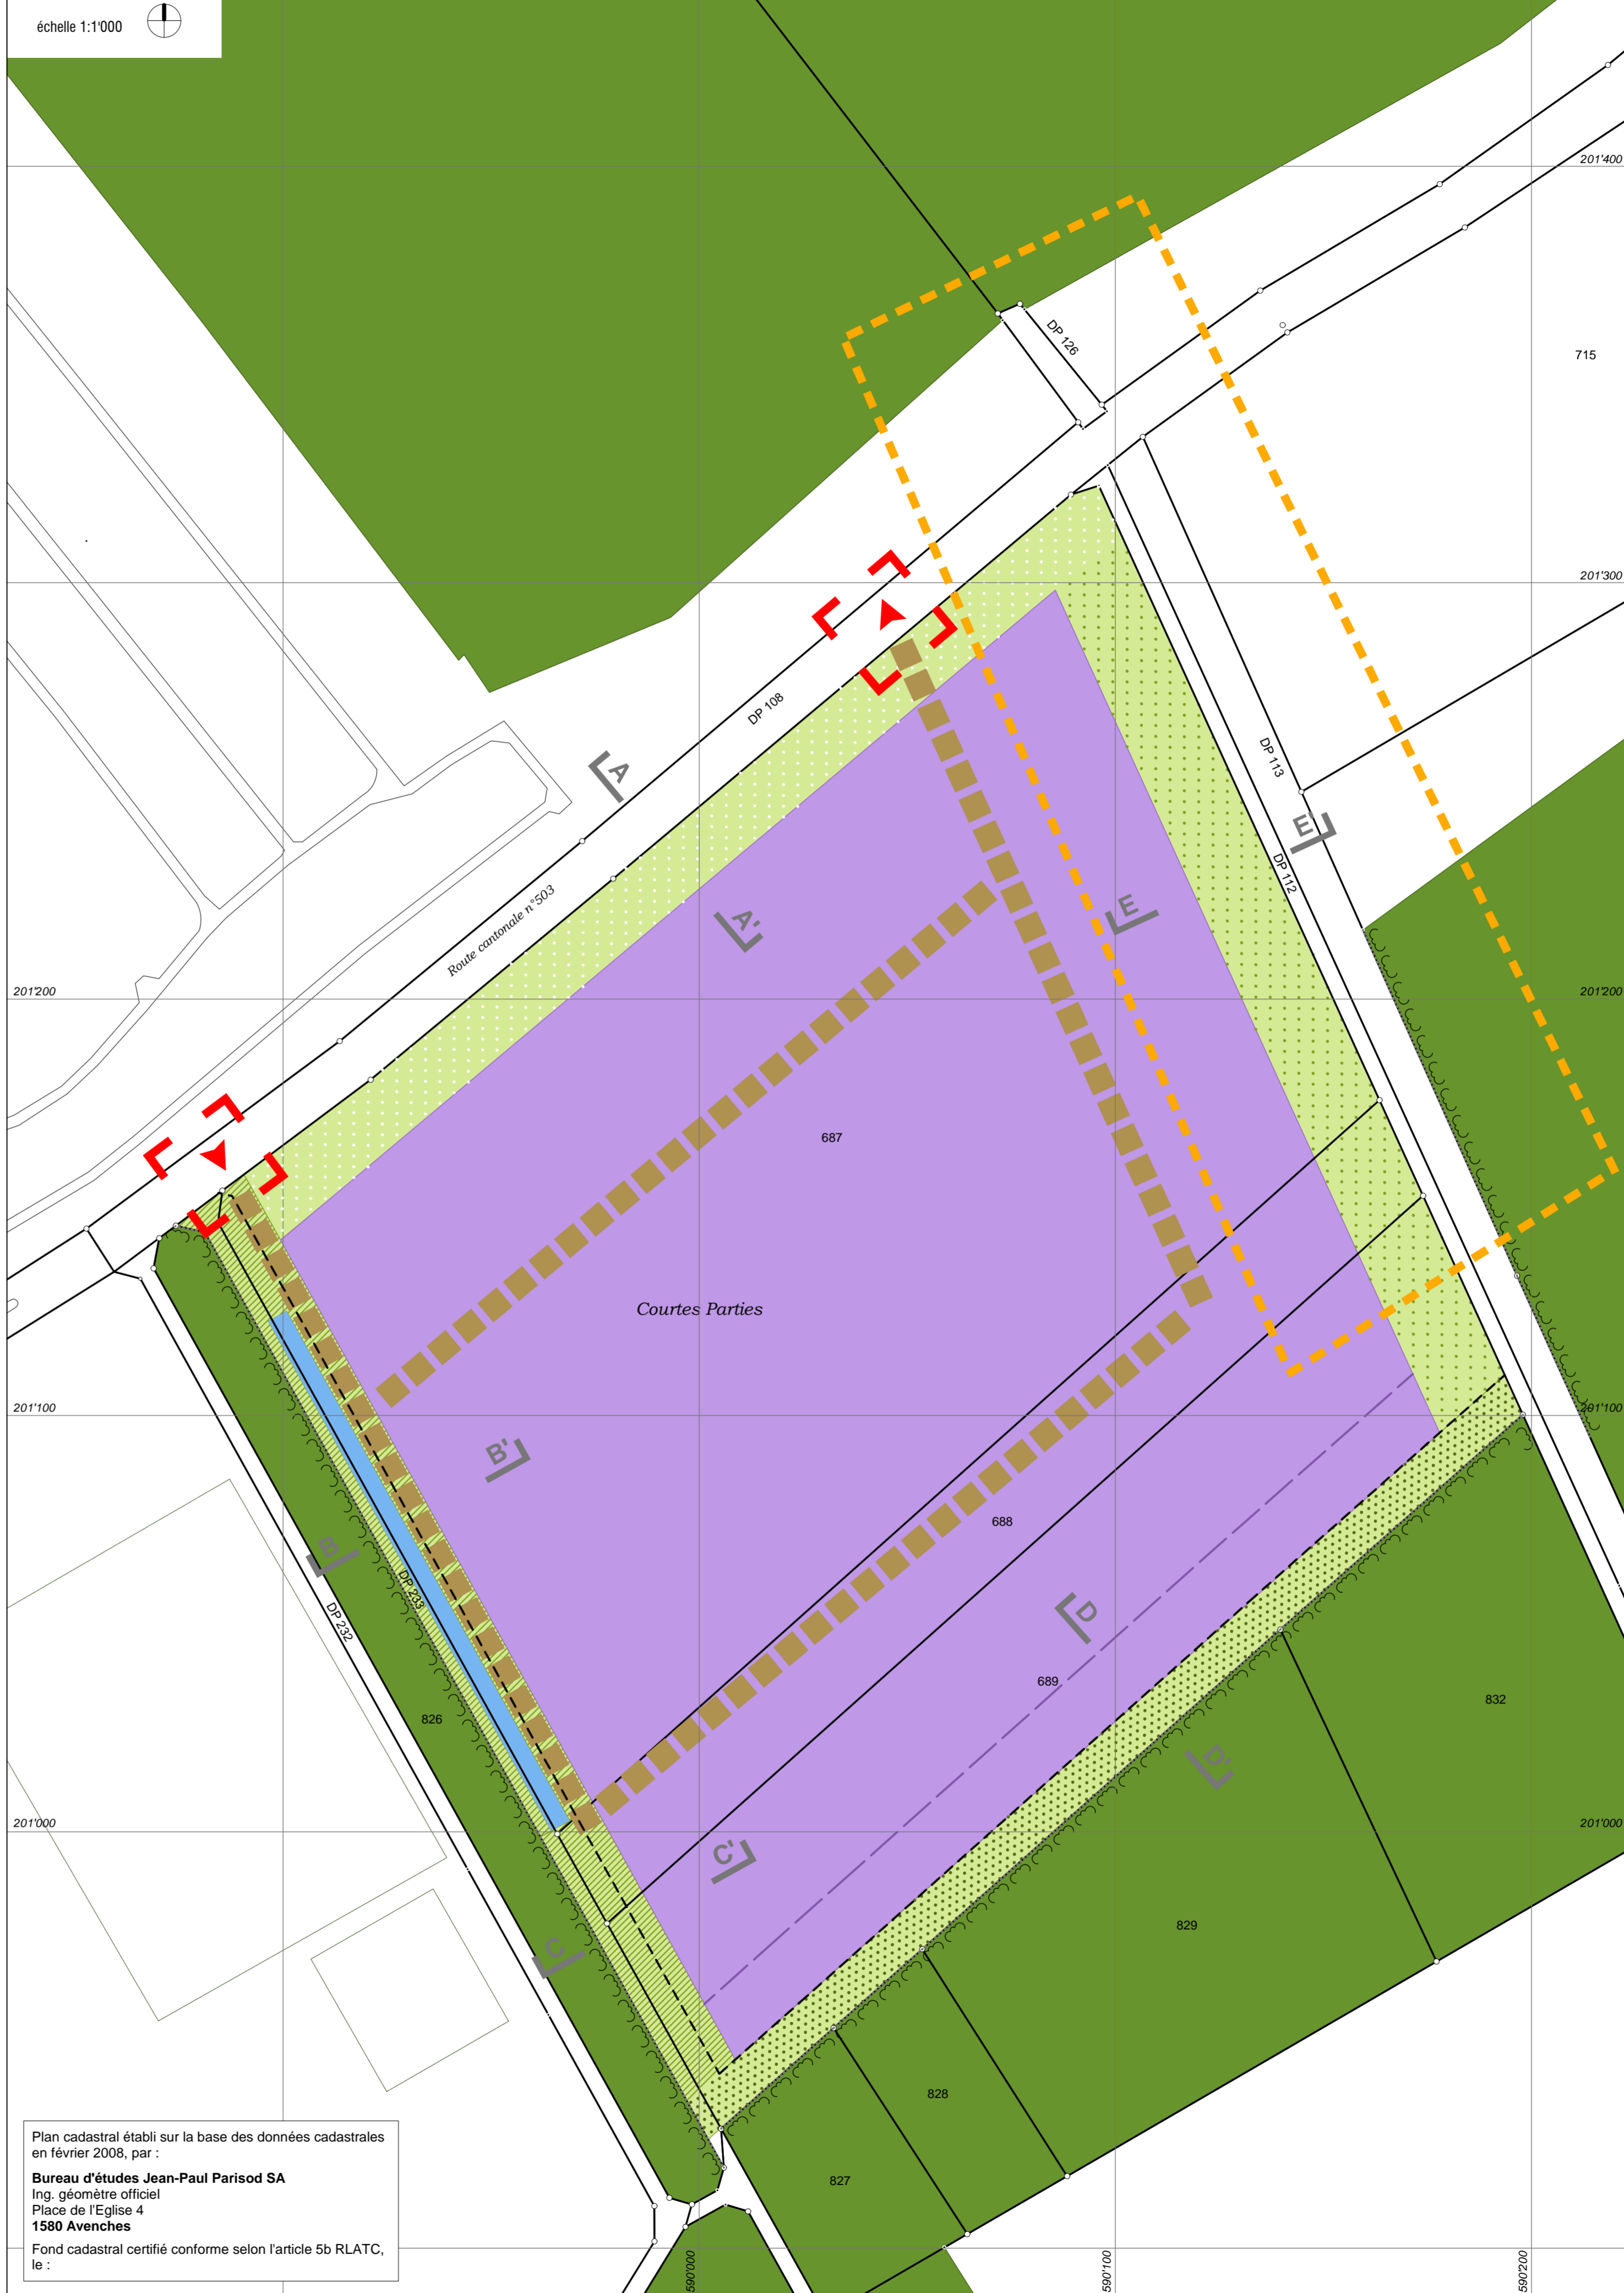 échelle 1:1'000
201'400
DP 126
715
201'300
DP 108
A
DP 113
E'
DP 112
Route cantonale n°503
A'
E
201'200
201'200
687
Courtes Parties
201'100
201'100
B'
688
B
DP 233
DP 232
D
689
826
832
D'
201'000
201'000
C'
829
C
828
827
Plan cadastral établi sur la base des données cadastrales
en février 2008, par :
Bureau d'études Jean-Paul Parisod SA
Ing. géomètre officiel
Place de l'Eglise 4
1580 Avenches
Fond cadastral certifié conforme selon l'article 5b RLATC,
le :
590'000
590'100
590'200